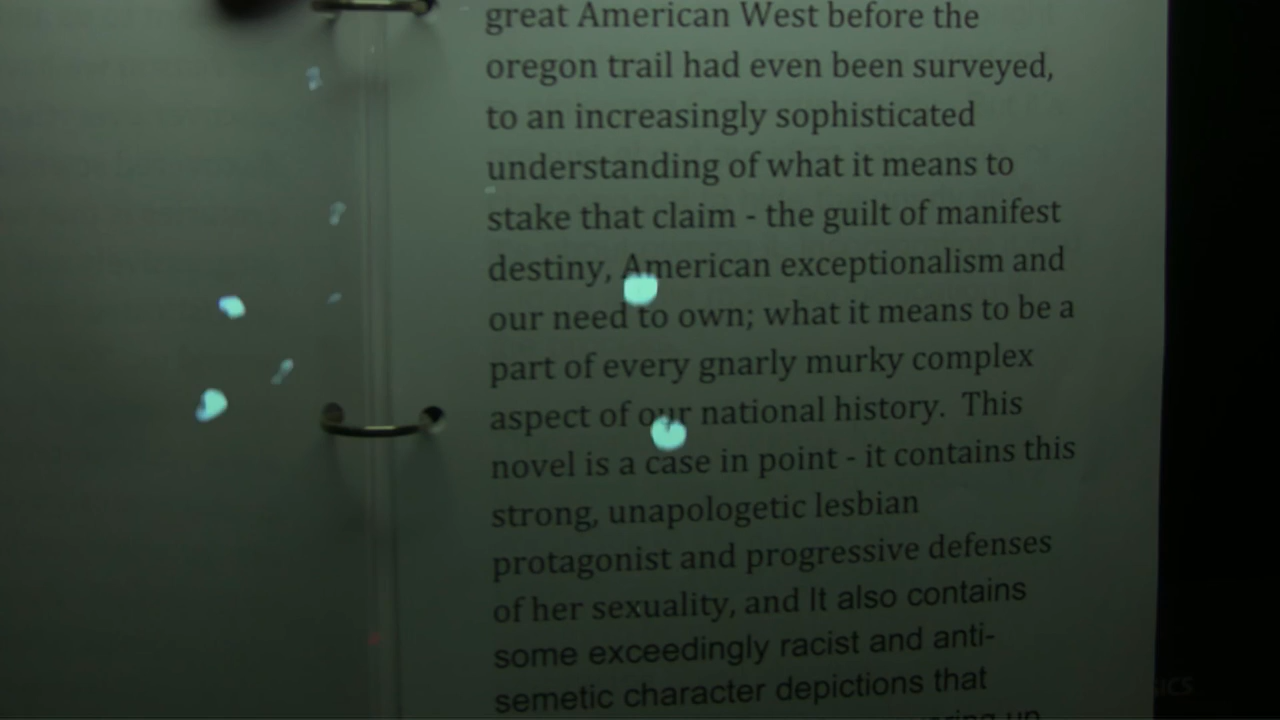 great American West before the
oregon trail had even been surveyed,
to an increasingly sophisticated
understanding of what it means to
stake that claim - the guilt of manifest
destiny, American exceptionalism and
our need to own; what it means to be a
part of every gnarly murky complex
aspect of our national history.  This
novel is a case in point - it contains this
strong, unapologetic lesbian
protagonist and progressive defenses
of her sexuality, and It also contains
some exceedingly racist and anti-
semetic character depictions that
up